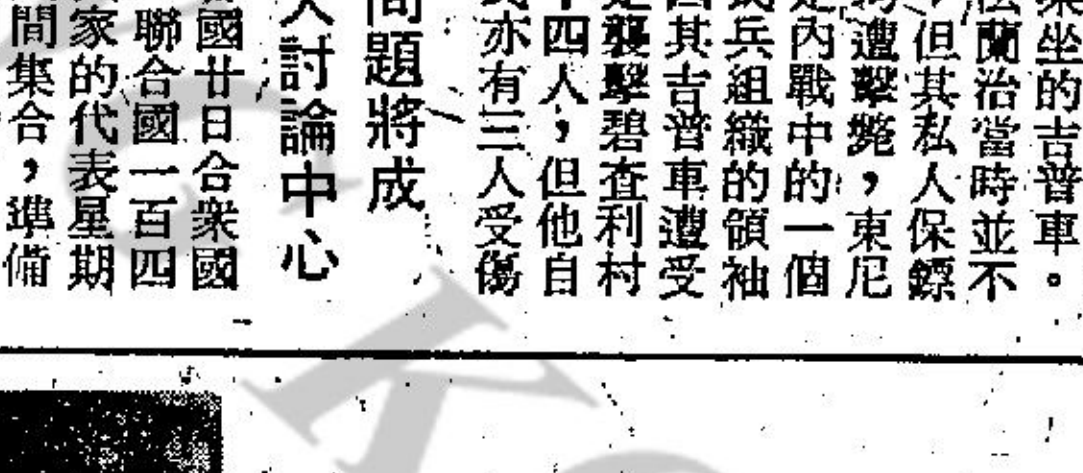 坐的吉普車。
蘭治當時並不
但其私人保鏢
遭擊斃，東尼
內戰中的一個
兵組織的領袖
其吉普車遭受
襲擊碧查利村
四人，但他自
亦有三人受傷
問題將成
討論中心
國廿日合衆國
聯合國一百四
家的代表星期
間集合，準備